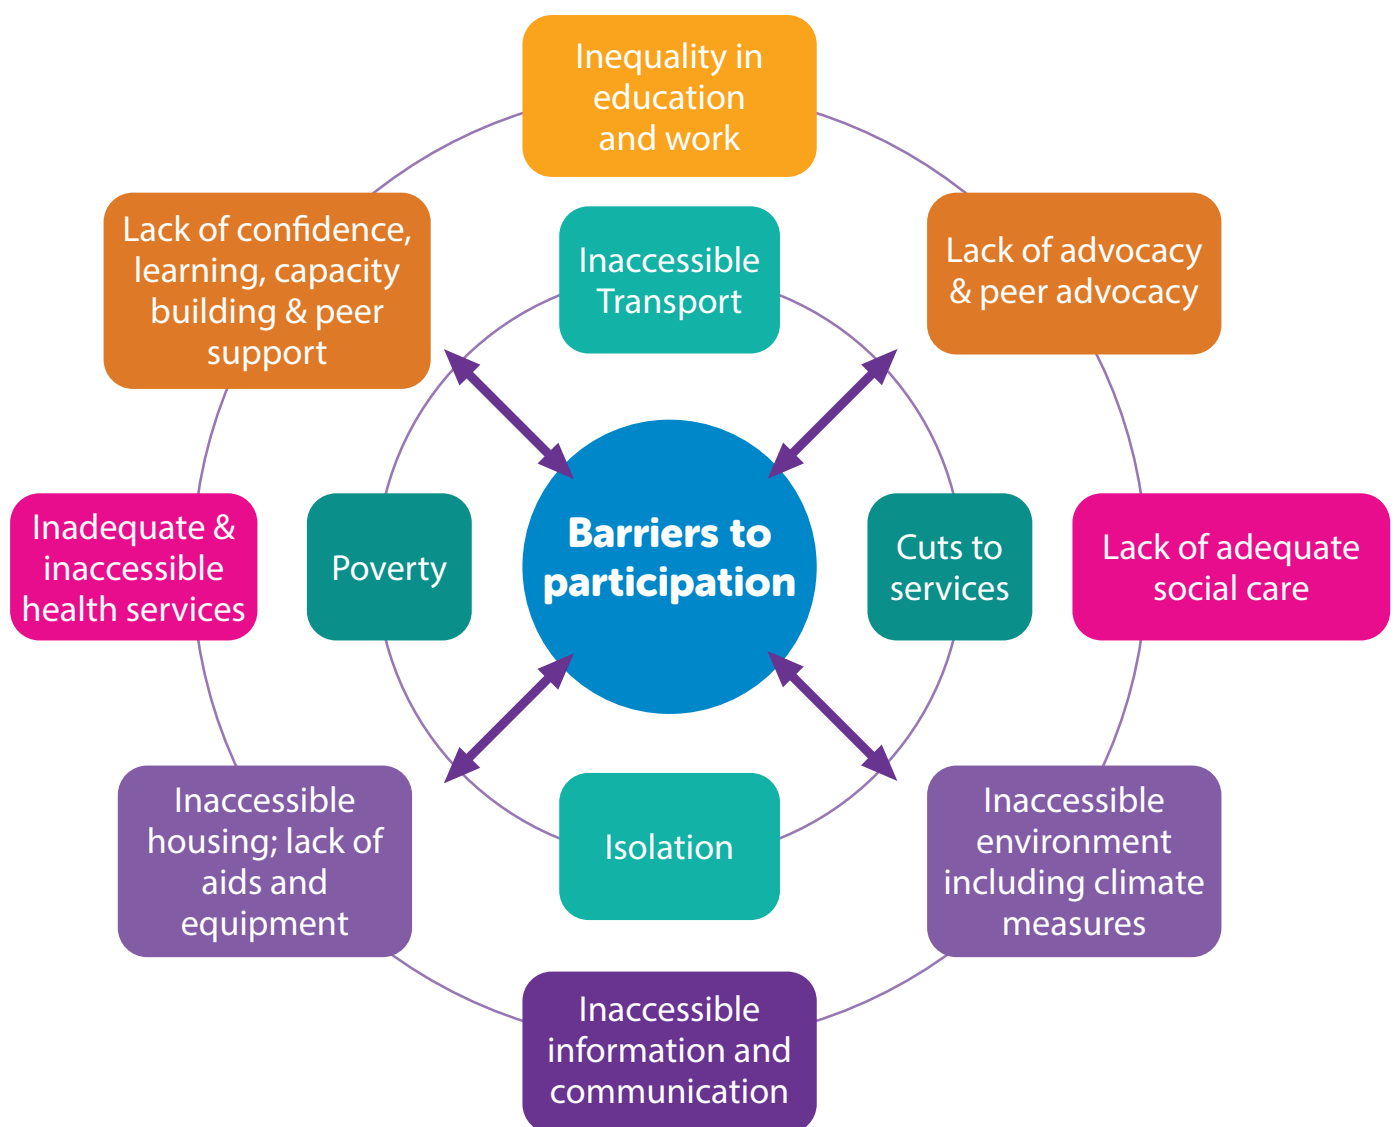 Inequality in
education
and work
Lack of confidence,
learning, capacity
building & peer
support
Inaccessible
Transport
Lack of advocacy
& peer advocacy
Inadequate &
inaccessible
health services
Poverty
Barriers to
participation
Cuts to
services
Lack of adequate
social care
Inaccessible
housing; lack of
aids and
equipment
Isolation
Inaccessible
environment
including climate
measures
Inaccessible
information and
communication